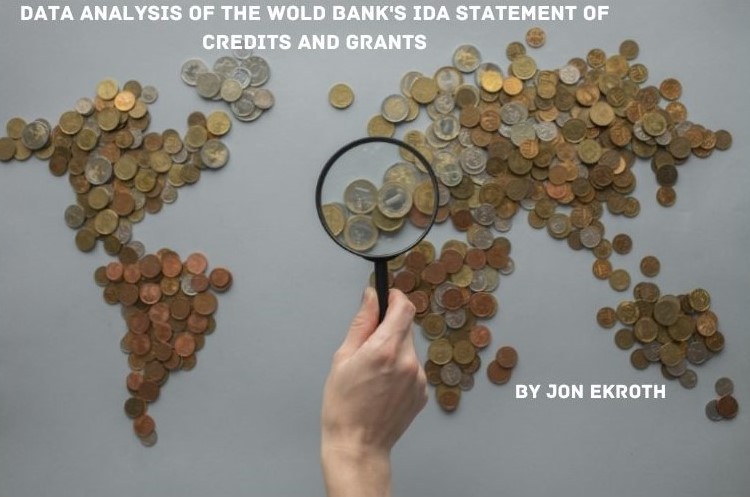 DATA ANALYSIS OF THE WOLD BANK'S IDA STATEMENT OF
CREDITS AND GRANTS
BY JON EKROTH